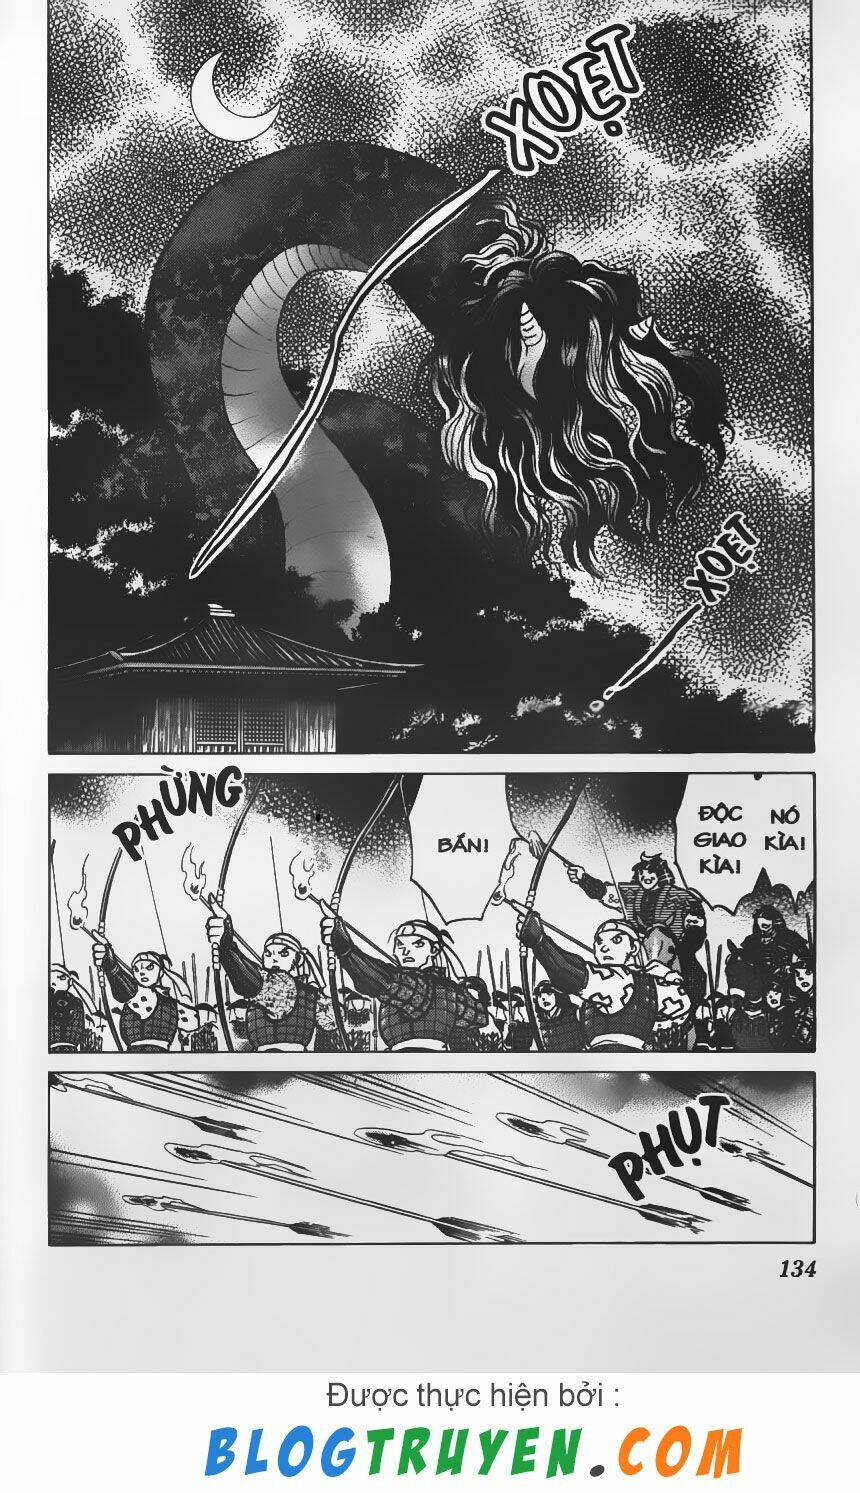 XOẸT
XOẸT
PHỪNG
NÓ
KÌA!
ĐỘC
GIAO
KÌA!
BẮN!
PHỤT
134
Được thực hiện bởi :
BLOGTRUYEN.COM